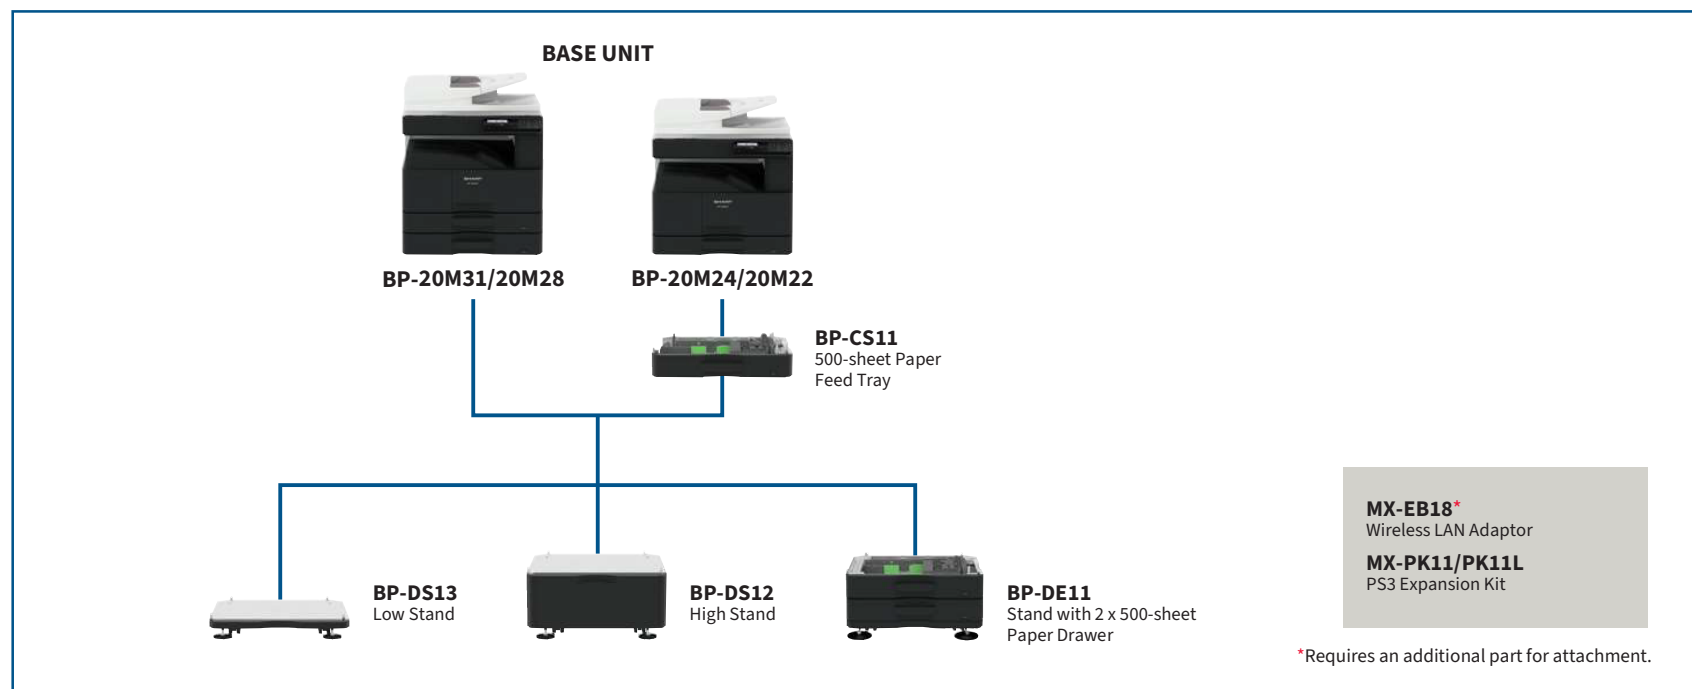 BASE UNIT
BP-20M31/20M28
BP-20M24/20M22
BP-CS11
500-sheet Paper
Feed Tray
BP-DS13
Low Stand
BP-DS12
High Stand
BP-DE11
Stand with 2 x 500-sheet
Paper Drawer
MX-EB18*
Wireless LAN Adaptor
MX-PK11/PK11L
PS3 Expansion Kit
*Requires an additional part for attachment.